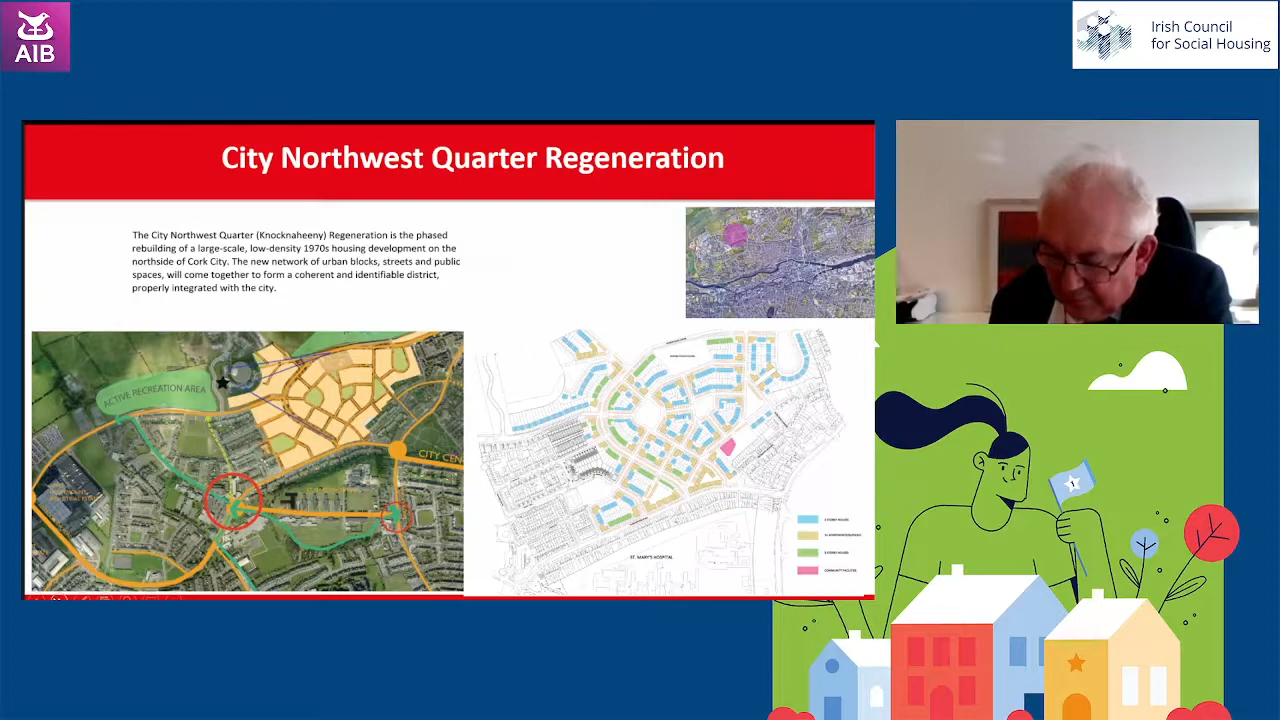 AIB
Irish Council
for Social Housing
City Northwest Quarter Regeneration
The City Northwest Quarter (Knocknaheeny) Regeneration is the phased
rebuilding of a large-scale, low-density 1970s housing development on the
northside of Cork City. The new network of urban blocks, streets and public
spaces, will come together to form a coherent and identifiable district,
properly integrated with the city.
ACTIVE RECREATION AREA
CITY CEN
ST. MARY'S HOSPITAL
COMMUNITY FACILITIES
1